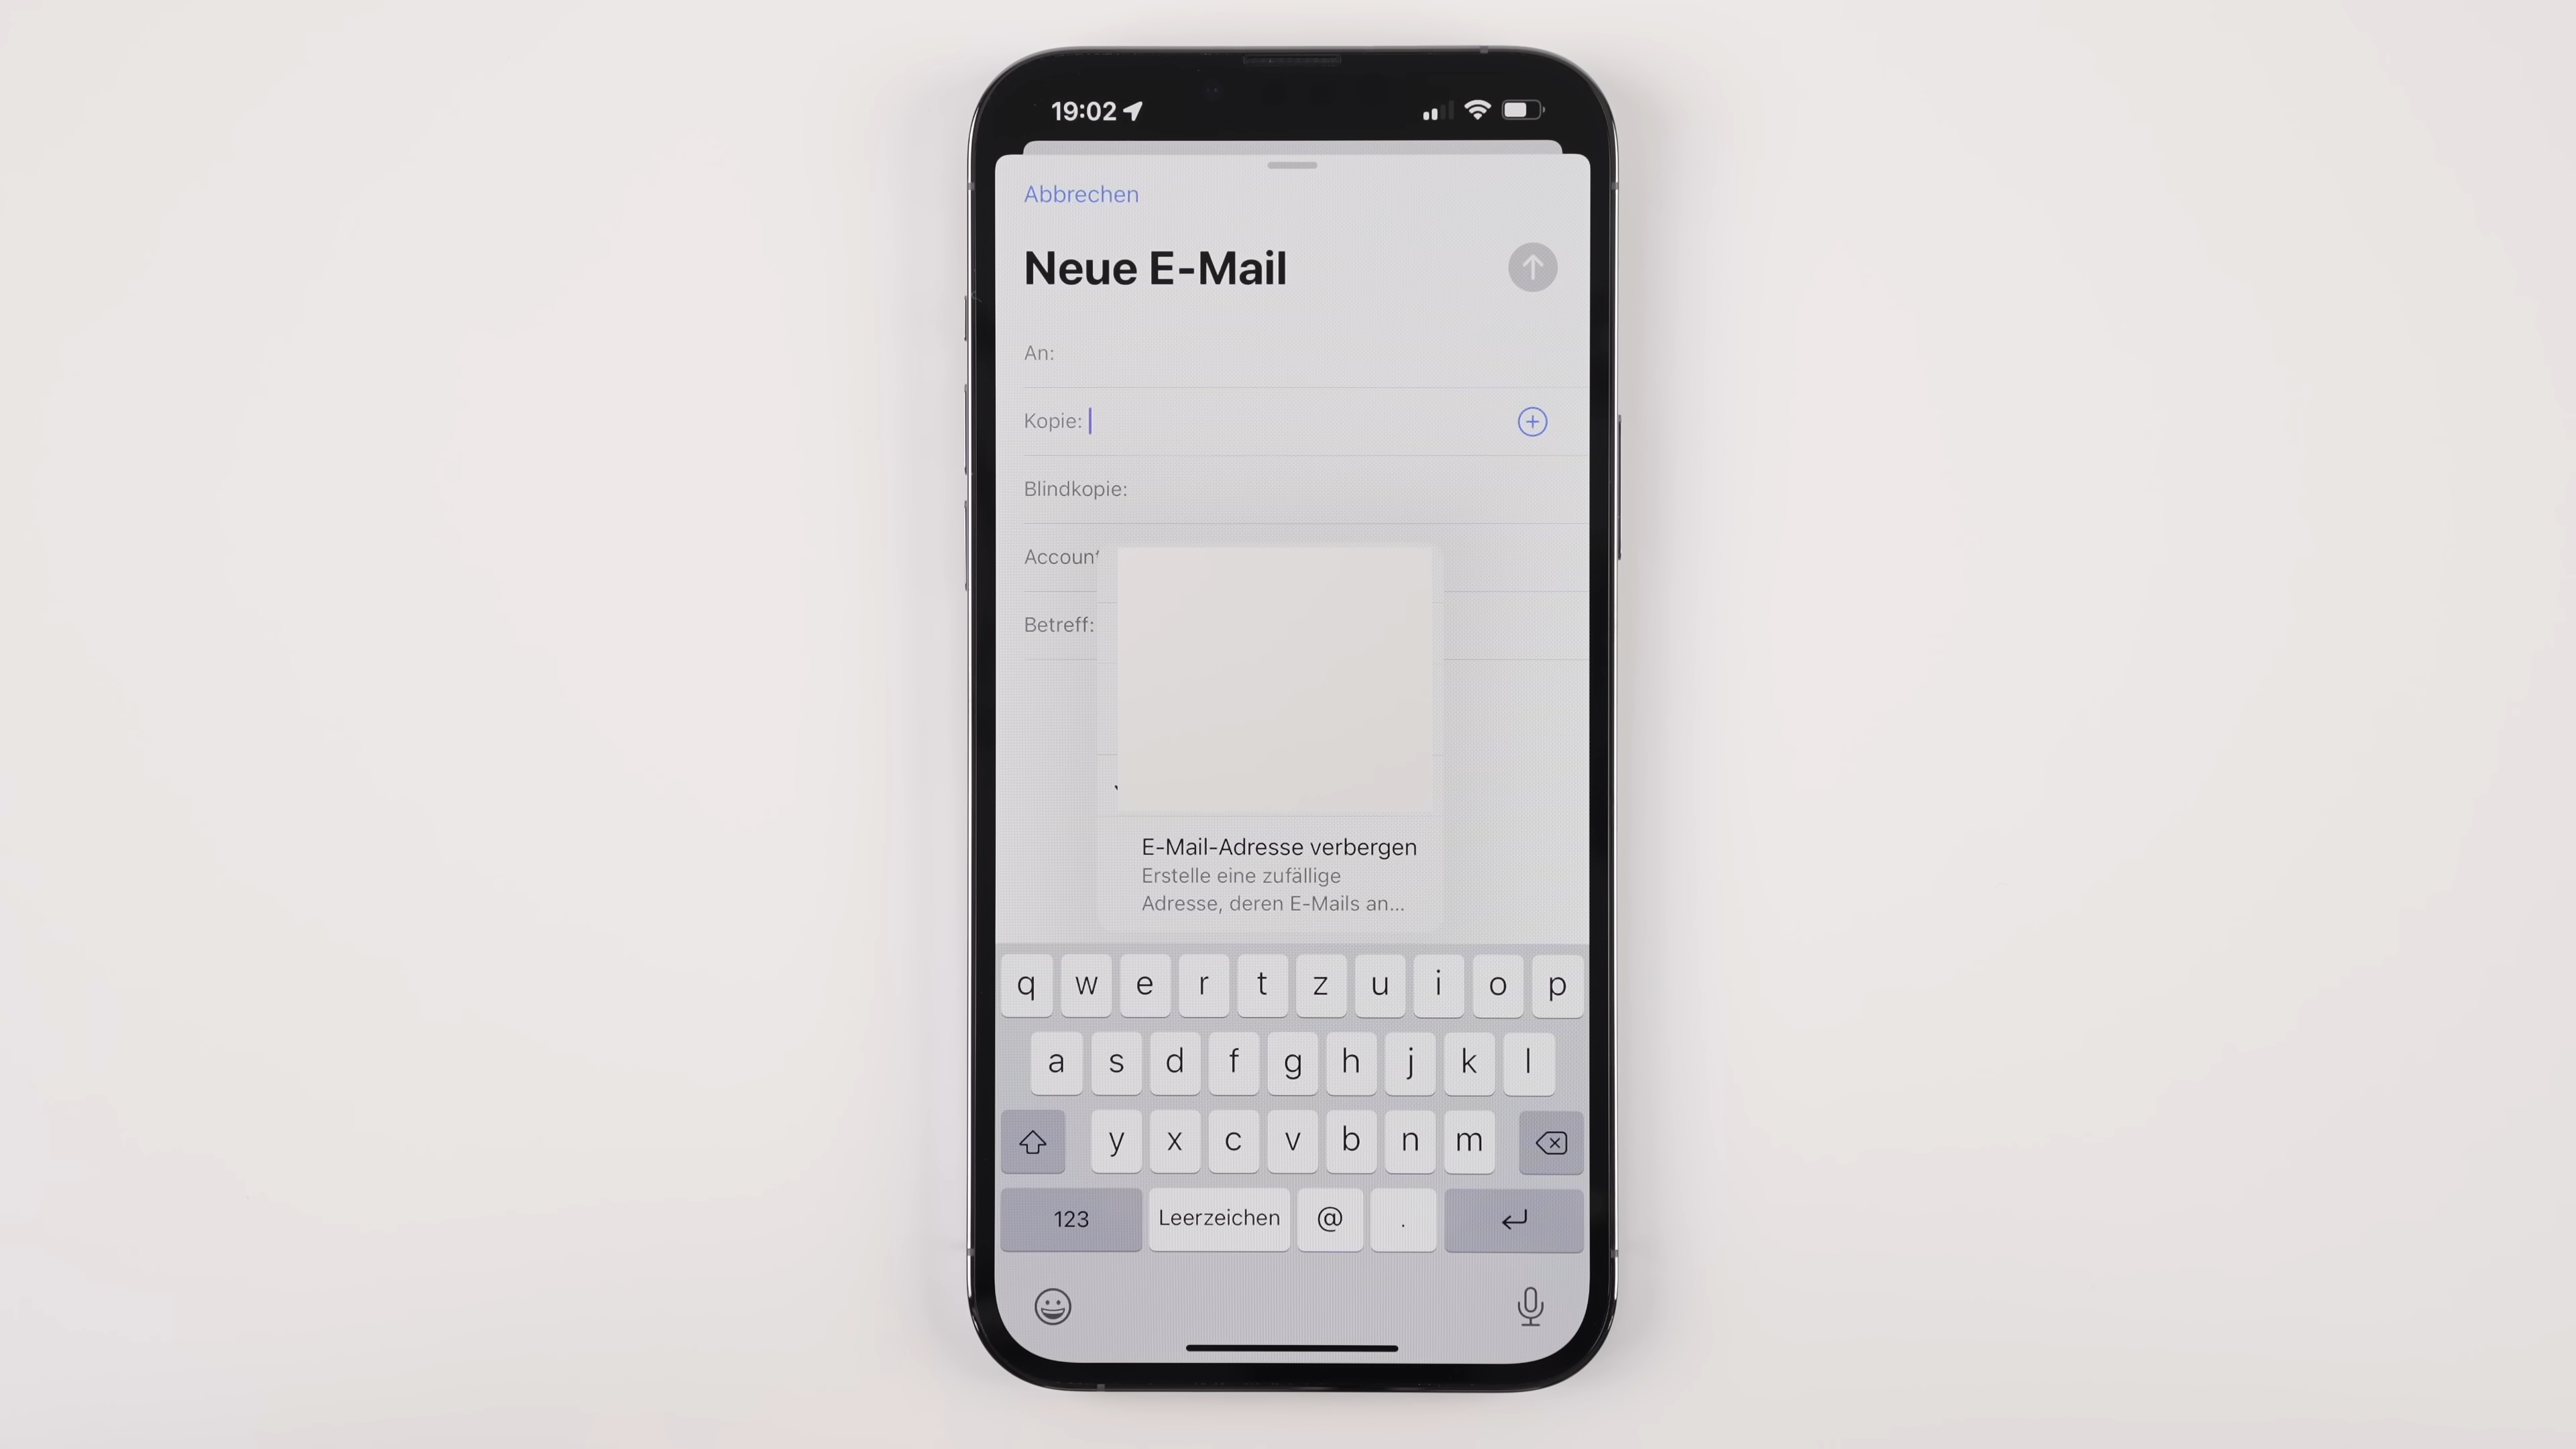 19:02
Abbrechen
Neue E-Mail
An:
Kopie:
Blindkopie:
Account
Betreff:
E-Mail-Adresse verbergen
Erstelle eine zufällige
Adresse, deren E-Mails an...
q w e r t z u i o p
a s d f g h j k l
y x c v b n m
123 Leerzeichen @ .